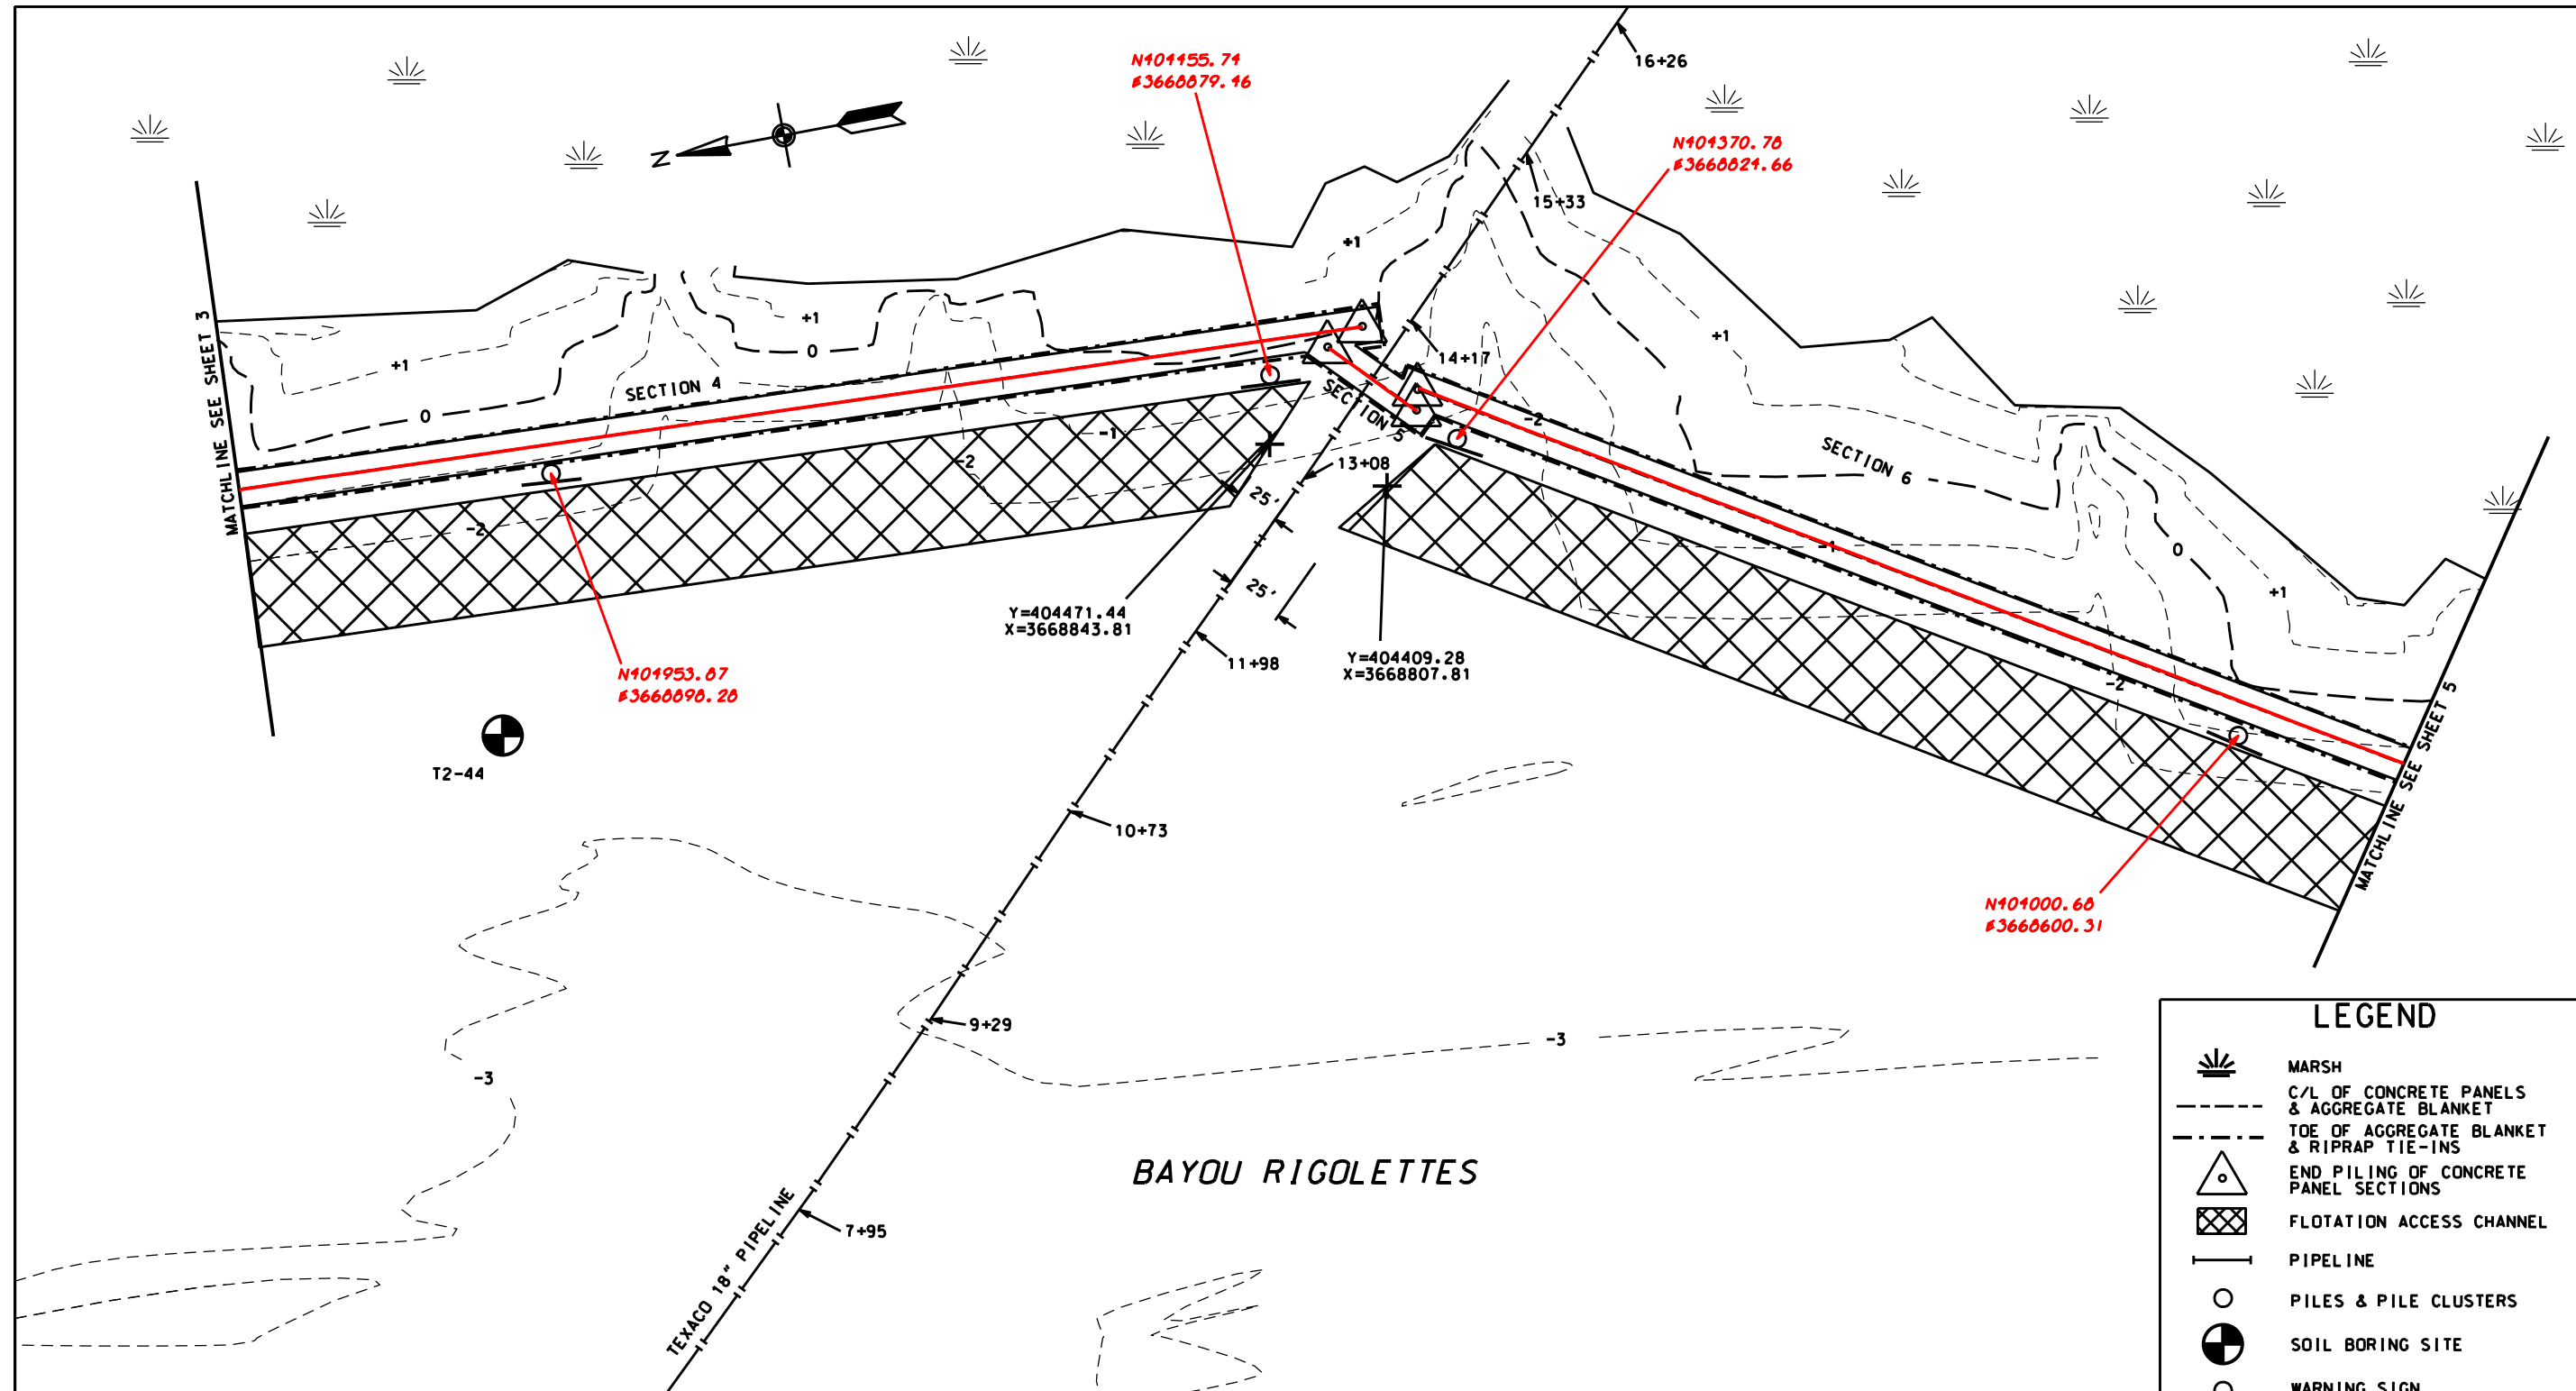 N404455.74
E3668879.46
16+26
N404370.78
E3668824.66
N
15+33
+1
+1
+1
0
+1
14+17
SECTION 4
0
SECTION 5
-2
-1
SECTION 6
-2
13+08
25'
-2
-1
0
25'
+1
Y=404471.44
X=3668843.81
11+98
Y=404409.28
X=3668807.81
N404953.87
E3668898.28
-2
MATCHLINE SEE SHEET 3
MATCHLINE SEE SHEET 5
T2-44
10+73
N404000.68
E3668600.31
9+29
-3
-3
BAYOU RIGOLETTES
TEXACO 18" PIPELINE
7+95
LEGEND
MARSH
C/L OF CONCRETE PANELS
& AGGREGATE BLANKET
TOE OF AGGREGATE BLANKET
& RIPRAP TIE-INS
END PILING OF CONCRETE
PANEL SECTIONS
FLOTATION ACCESS CHANNEL
PIPELINE
PILES & PILE CLUSTERS
SOIL BORING SITE
WARNING SIGN